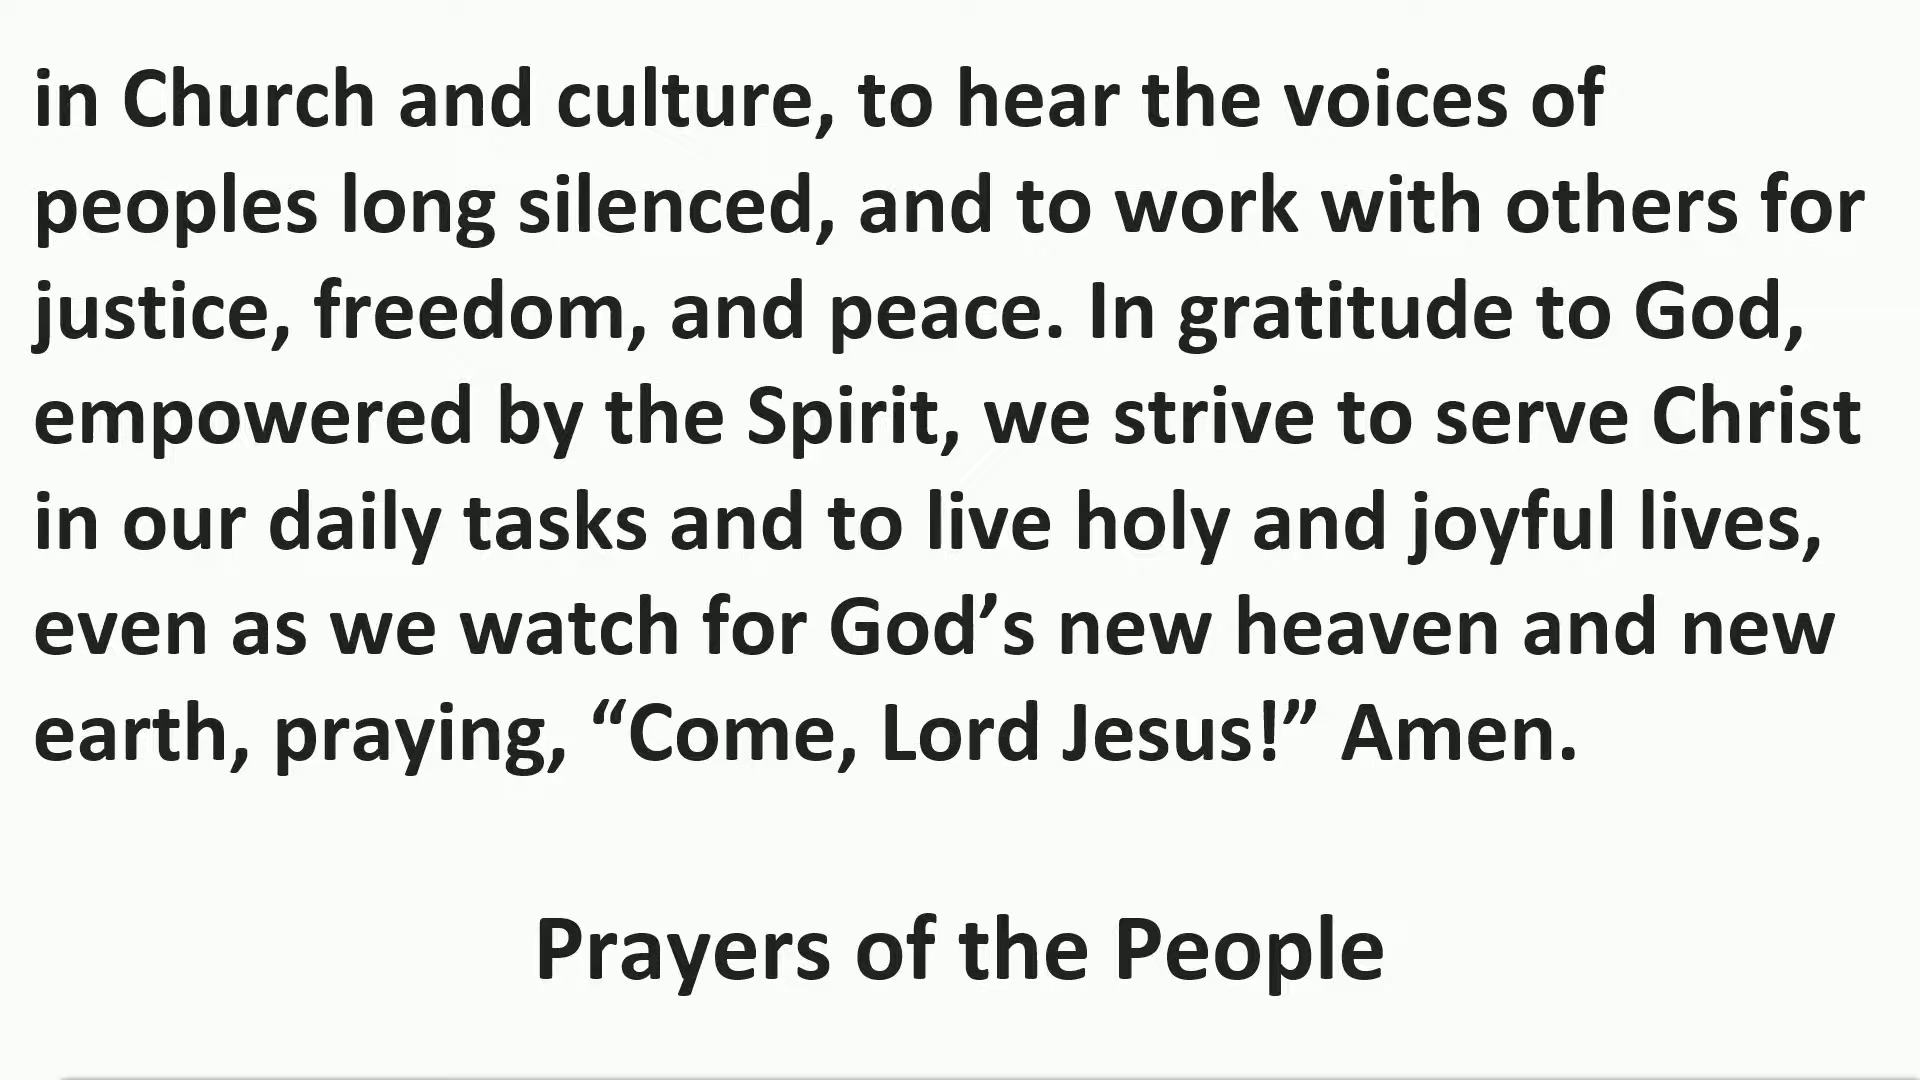 in Church and culture, to hear the voices of
peoples long silenced, and to work with others for
justice, freedom, and peace. In gratitude to God,
empowered by the Spirit, we strive to serve Christ
in our daily tasks and to live holy and joyful lives,
even as we watch for God’s new heaven and new
earth, praying, “Come, Lord Jesus!” Amen.
Prayers of the People